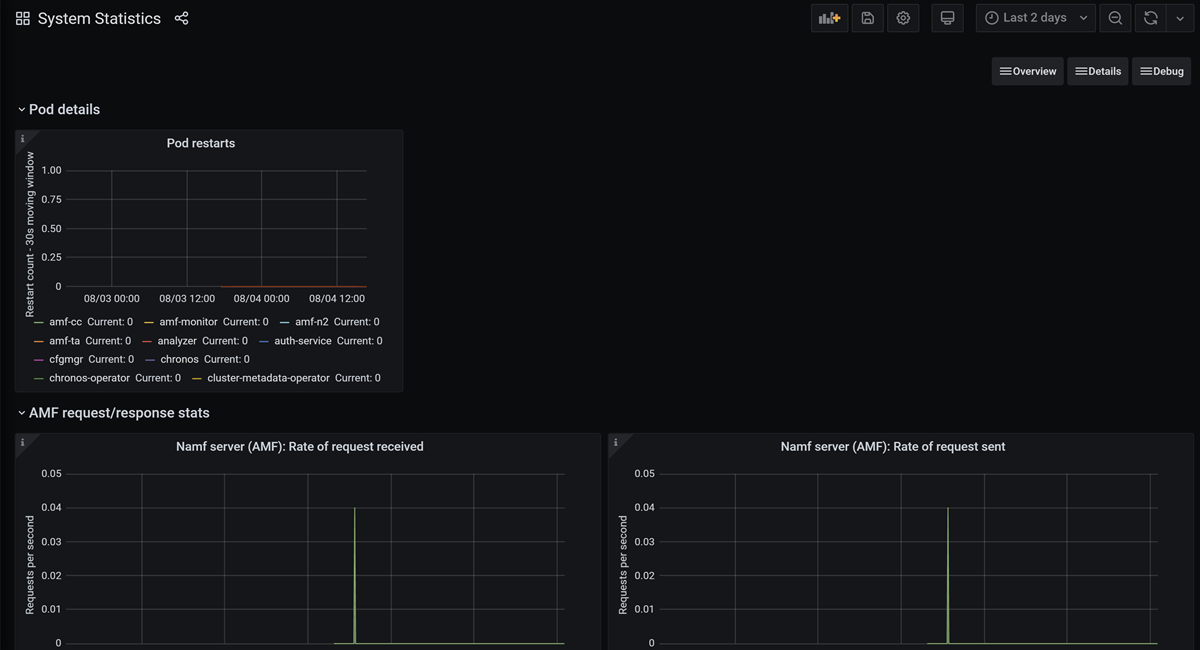 System Statistics
Last 2 days
Overview Details Debug
Pod details
i
Pod restarts
Restart count - 30s moving window
1.00
0.75
0.50
0.25
0
08/03 00:00 08/03 12:00 08/04 00:00 08/04 12:00
amf-cc Current: 0 amf-monitor Current: 0 amf-n2 Current: 0
amf-ta Current: 0 analyzer Current: 0 auth-service Current: 0
cfgmgr Current: 0 chronos Current: 0
chronos-operator Current: 0 cluster-metadata-operator Current: 0
AMF request/response stats
i
Namf server (AMF): Rate of request received
Requests per second
0.05
0.04
0.03
0.02
0.01
0
i
Namf server (AMF): Rate of request sent
Requests per second
0.05
0.04
0.03
0.02
0.01
0